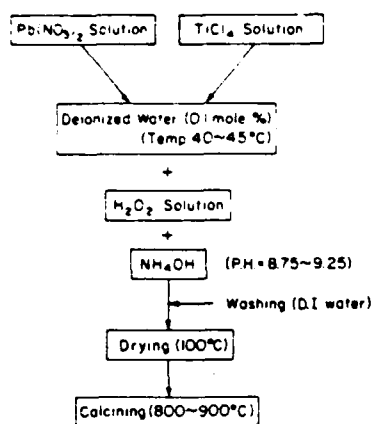 Pb(NO3)2 Solution
TiCl4 Solution
Deionized Water (0.1 mole %)
(Temp 40~45°C)
+
H2O2 Solution
+
NH4OH (P.H.= 8.75~9.25)
Washing (D.I water)
Drying (100°C)
Calcining (800~900°C)